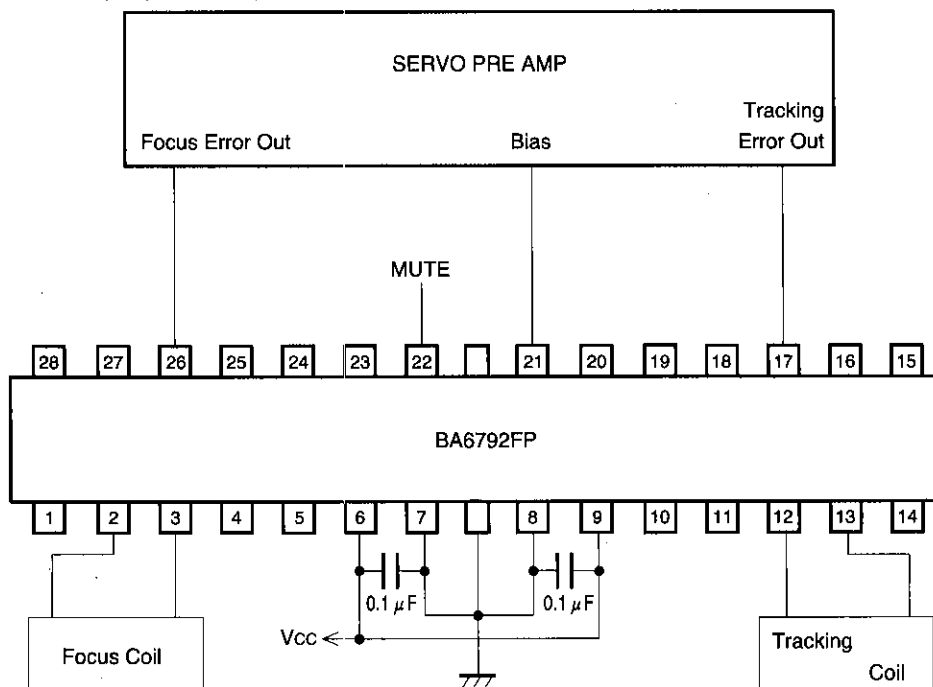 SERVO PRE AMP
Tracking
Focus Error Out Bias Error Out
MUTE
28 27 26 25 24 23 22 21 20 19 18 17 16 15
BA6792FP
1 2 3 4 5 6 7 8 9 10 11 12 13 14
0.1 μF 0.1 μF
Vcc
Focus Coil
Tracking
Coil